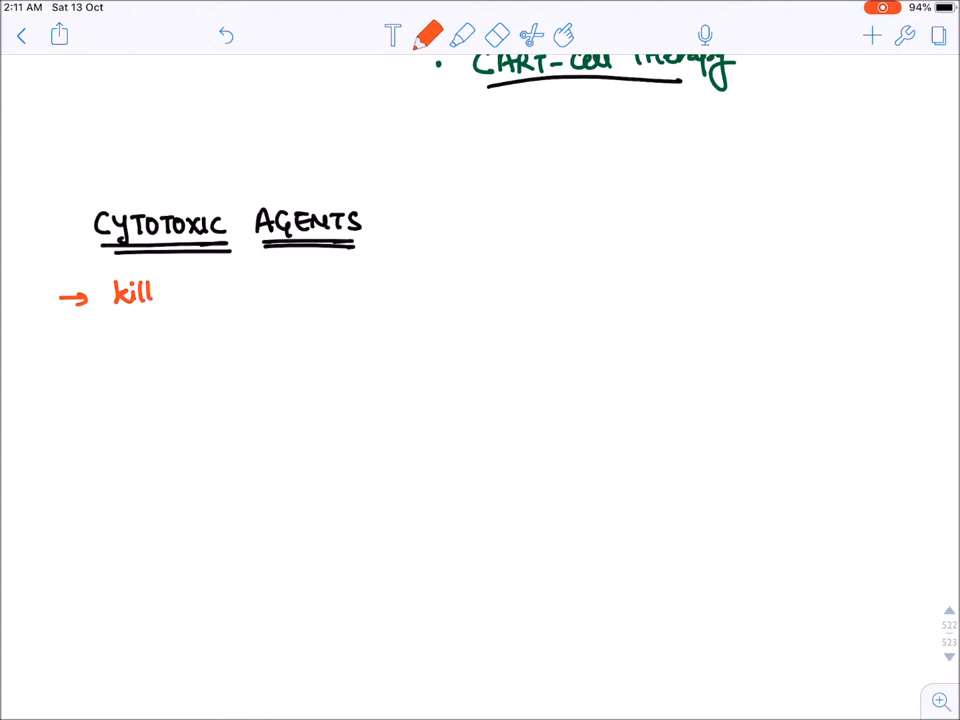 2:11 AM Sat 13 Oct 94%
T
• CART-Cell Therapy
CYTOTOXIC AGENTS
→ kill
522
523